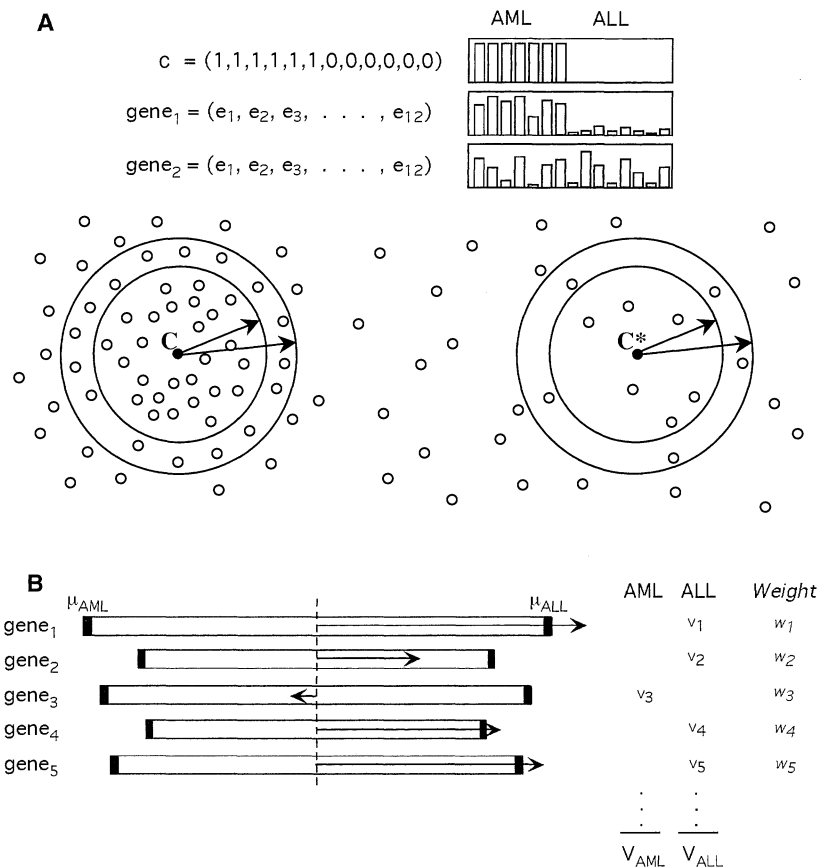 A
AML ALL
c = (1,1,1,1,1,1,0,0,0,0,0,0)
gene₁ = (e₁, e₂, e₃, . . . . , e₁₂)
gene₂ = (e₁, e₂, e₃, . . . . , e₁₂)
C C*
B
μAML μALL AML ALL Weight
gene₁ v₁ w₁
gene₂ v₂ w₂
gene₃ v₃ w₃
gene₄ v₄ w₄
gene₅ v₅ w₅
VAML VALL